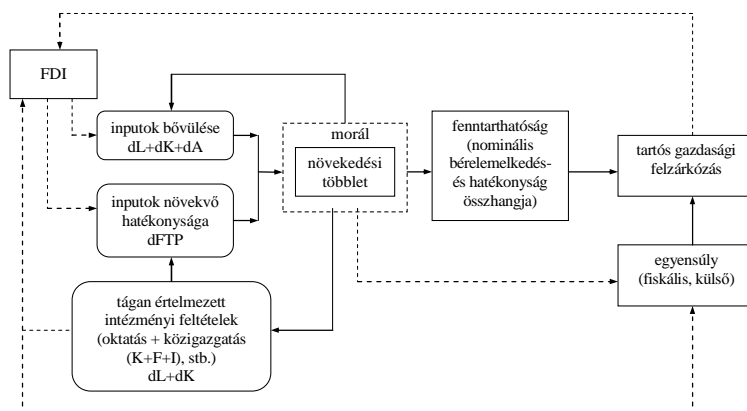 FDI
inputok bővülése
dL+dK+dA
inputok növekvő
hatékonysága
dFTP
tágan értelmezett
intézményi feltételek
(oktatás + közigazgatás
(K+F+I), stb.)
dL+dK
morál
növekedési
többlet
fenntarthatóság
(nominális
bérelemelkedés-
és hatékonyság
összhangja)
tartós gazdasági
felzárkózás
egyensúly
(fiskális, külső)